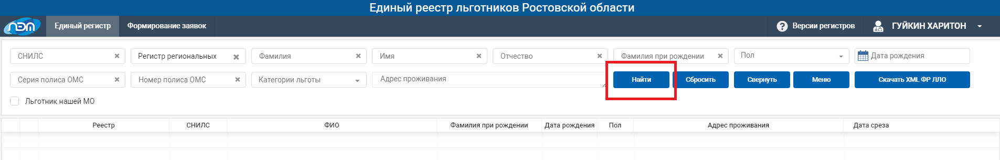 Единый реестр льготников Ростовской области
ЛЭМ Единый регистр Формирование заявок ? Версии регистров ГУЙКИН ХАРИТОН
СНИЛС Регистр региональных Фамилия Имя Отчество Фамилия при рождении Пол Дата рождения
Серия полиса ОМС Номер полиса ОМС Категории льготы Адрес проживания Найти Сбросить Свернуть Меню Скачать XML ФР ЛЛО
Льготник нашей МО
Реестр СНИЛС ФИО Фамилия при рождении Дата рождения Пол Адрес проживания Дата среза